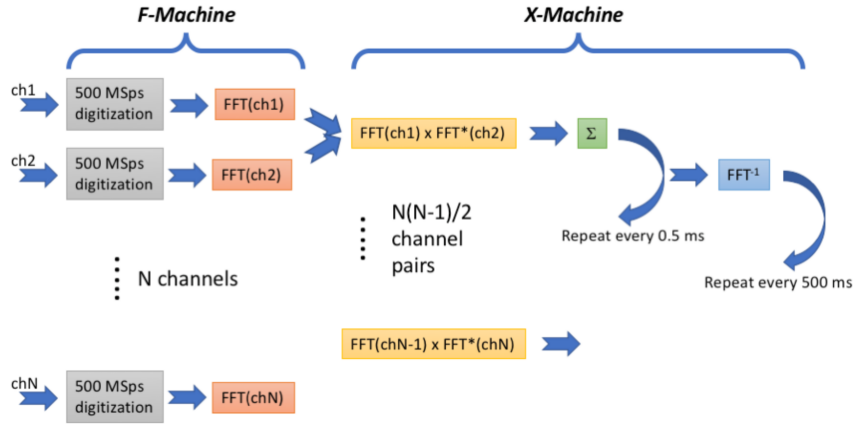 F-Machine
X-Machine
ch1
500 MSps
digitization
FFT(ch1)
ch2
500 MSps
digitization
FFT(ch2)
FFT(ch1) x FFT*(ch2)
Σ
FFT-1
Repeat every 0.5 ms
Repeat every 500 ms
N(N-1)/2
channel
pairs
N channels
FFT(chN-1) x FFT*(chN)
chN
500 MSps
digitization
FFT(chN)